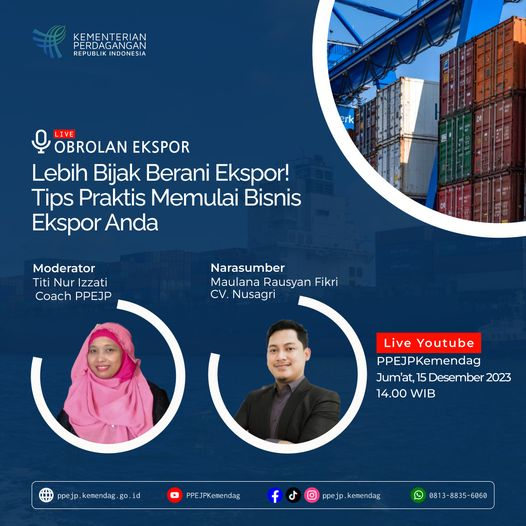 KEMENTERIAN
PERDAGANGAN
REPUBLIK INDONESIA
LIVE
OBROLAN EKSPOR
Lebih Bijak Berani Ekspor!
Tips Praktis Memulai Bisnis
Ekspor Anda
Moderator
Titi Nur Izzati
Coach PPEJP
Narasumber
Maulana Rausyan Fikri
CV. Nusagri
Live Youtube
PPEJPKemendag
Jum'at, 15 Desember 2023
14.00 WIB
ppejp.kemendag.go.id
PPEJPKemendag
ppejp.kemendag
0813-8835-6060